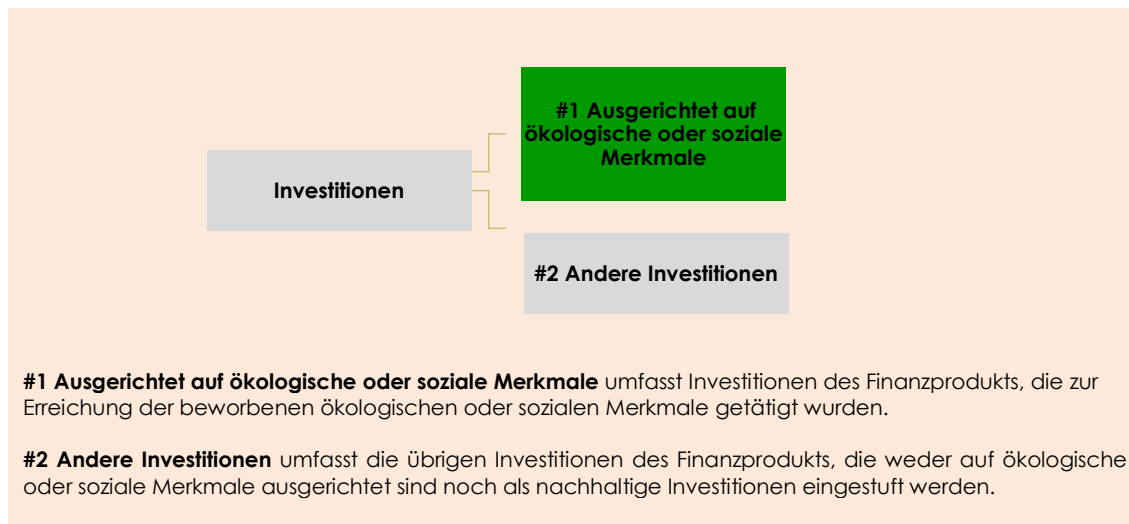 #1 Ausgerichtet auf
ökologische oder soziale
Merkmale
Investitionen
#2 Andere Investitionen
#1 Ausgerichtet auf ökologische oder soziale Merkmale umfasst Investitionen des Finanzprodukts, die zur
Erreichung der beworbenen ökologischen oder sozialen Merkmale getätigt wurden.
#2 Andere Investitionen umfasst die übrigen Investitionen des Finanzprodukts, die weder auf ökologische
oder soziale Merkmale ausgerichtet sind noch als nachhaltige Investitionen eingestuft werden.